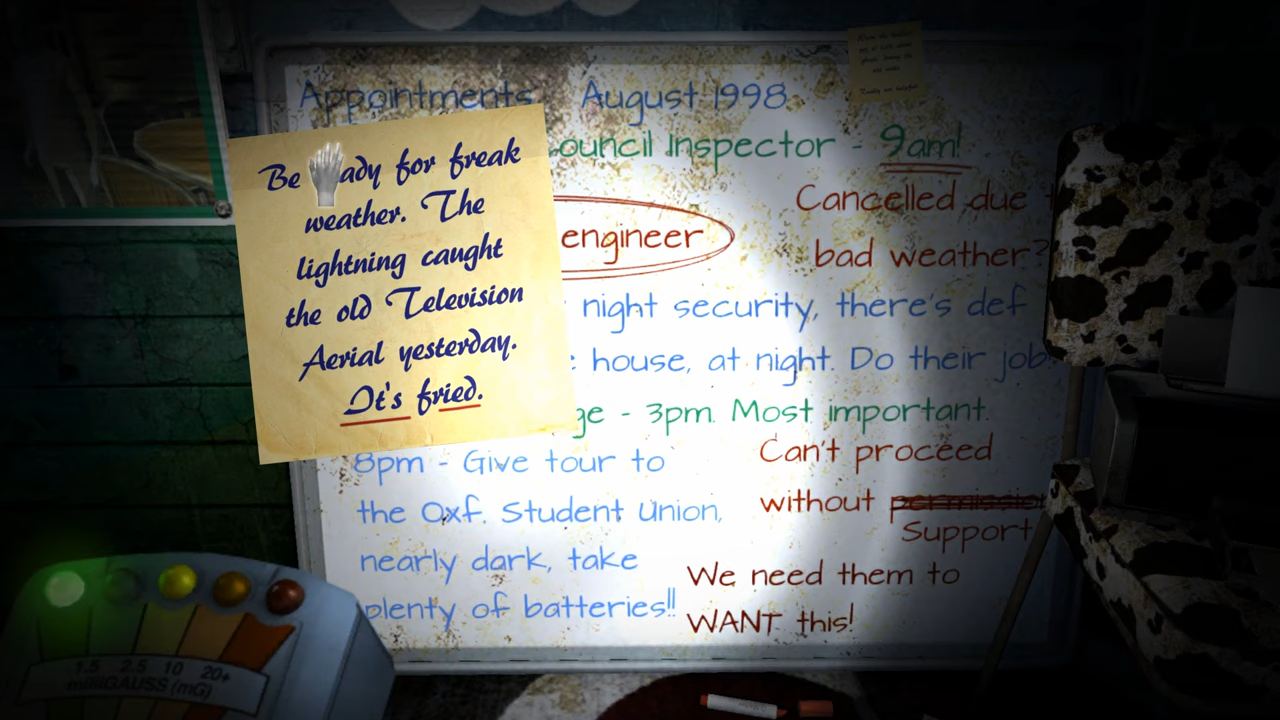 Appointments August 1998
ouncil Inspector - 9am!
Cancelled due
bad weather?
engineer
night security, there's def
house, at night. Do their job.
ge - 3pm. Most important.
8pm - Give tour to
the Oxf. Student Union,
nearly dark, take
plenty of batteries!!
Can't proceed
without permission
Support
We need them to
WANT this!
Be ady for freak
weather. The
lightning caught
the old Television
Aerial yesterday.
It's fried.
1.5 2.5 10 20+
milliGAUSS (mG)